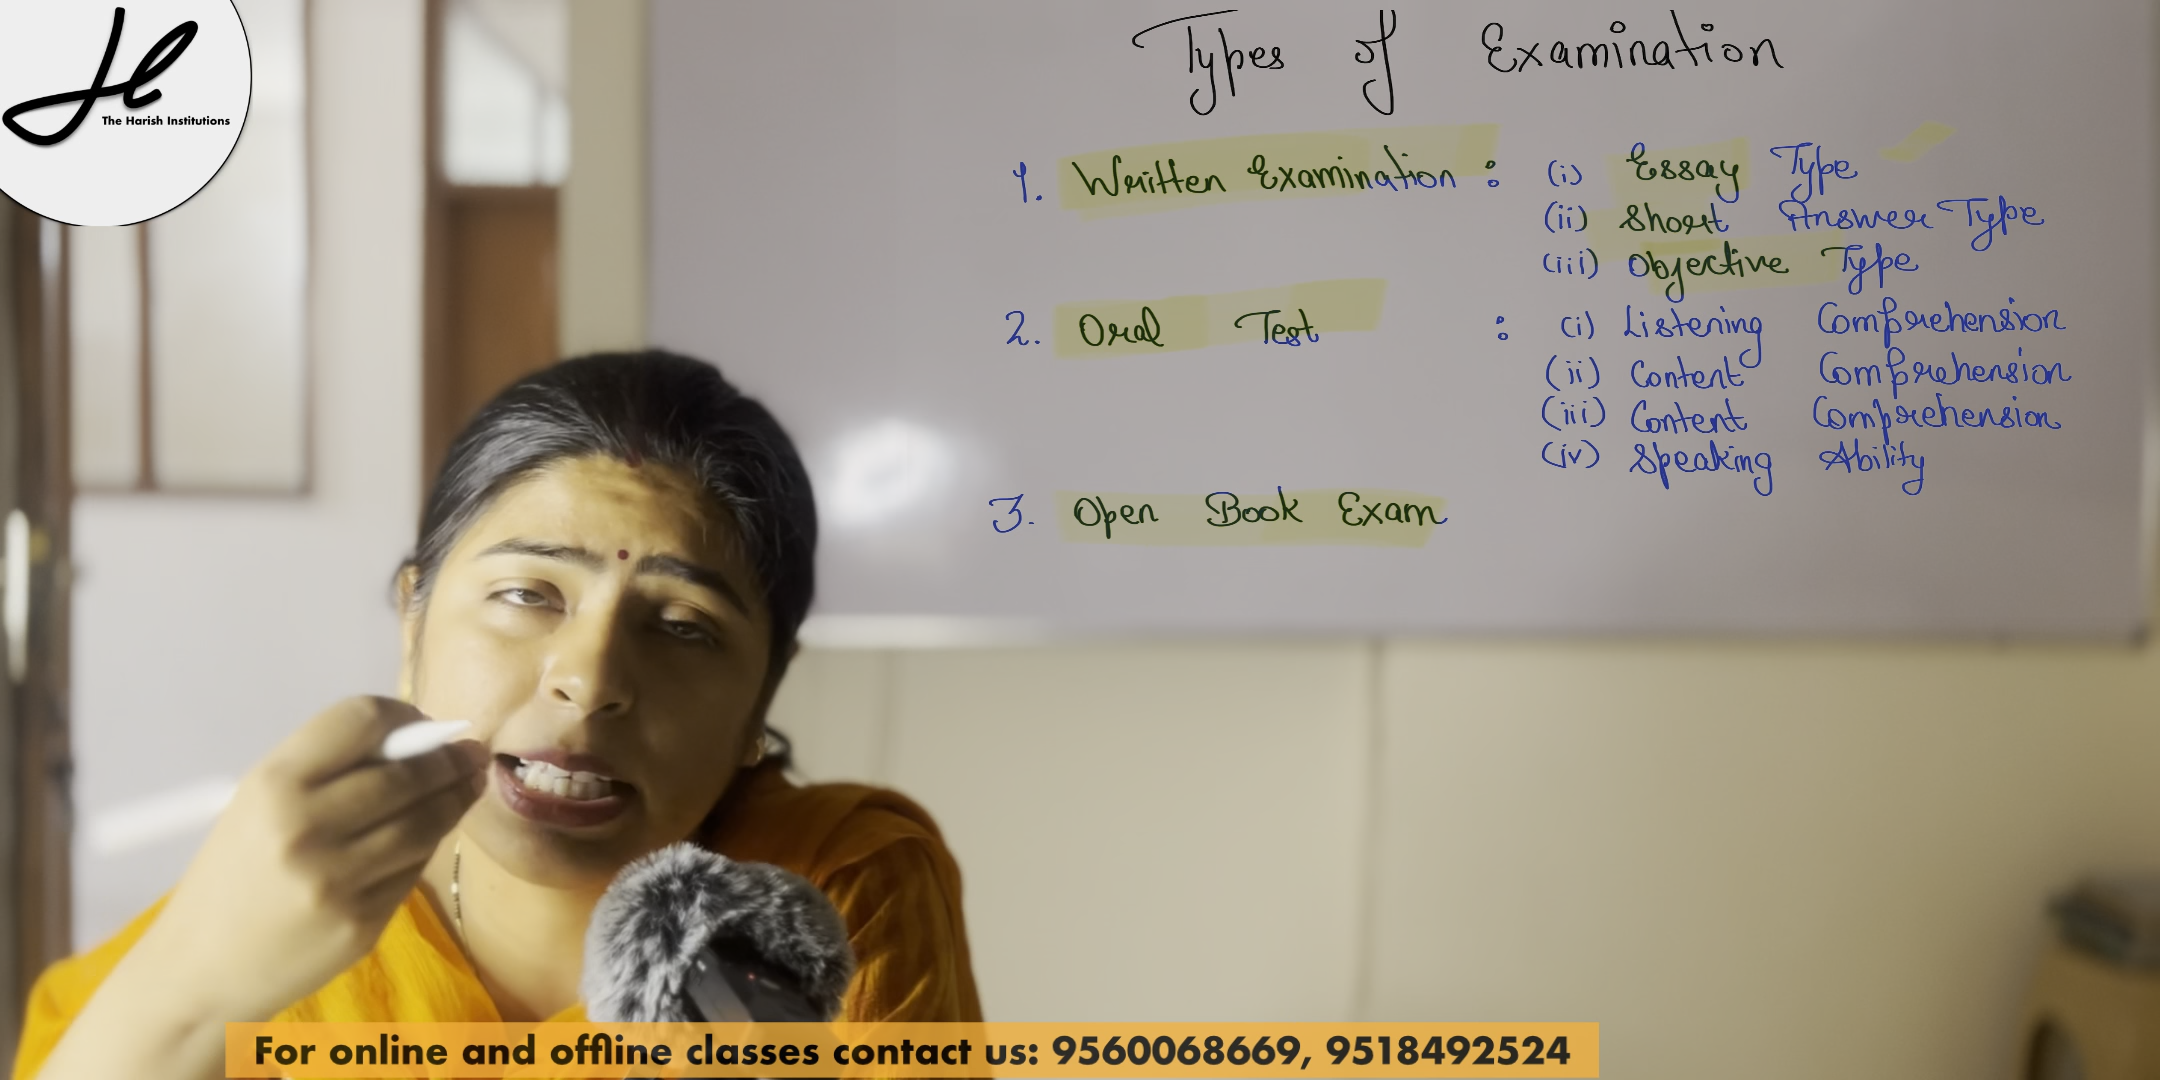 The Harish Institutions
Types of Examination
1. Written Examination : (i) Essay Type
(ii) Short Answer Type
(iii) Objective Type
2. Oral Test : (i) Listening Comprehension
(ii) Content Comprehension
(iii) Content Comprehension
(iv) Speaking Ability
3. Open Book Exam
For online and offline classes contact us: 9560068669, 9518492524